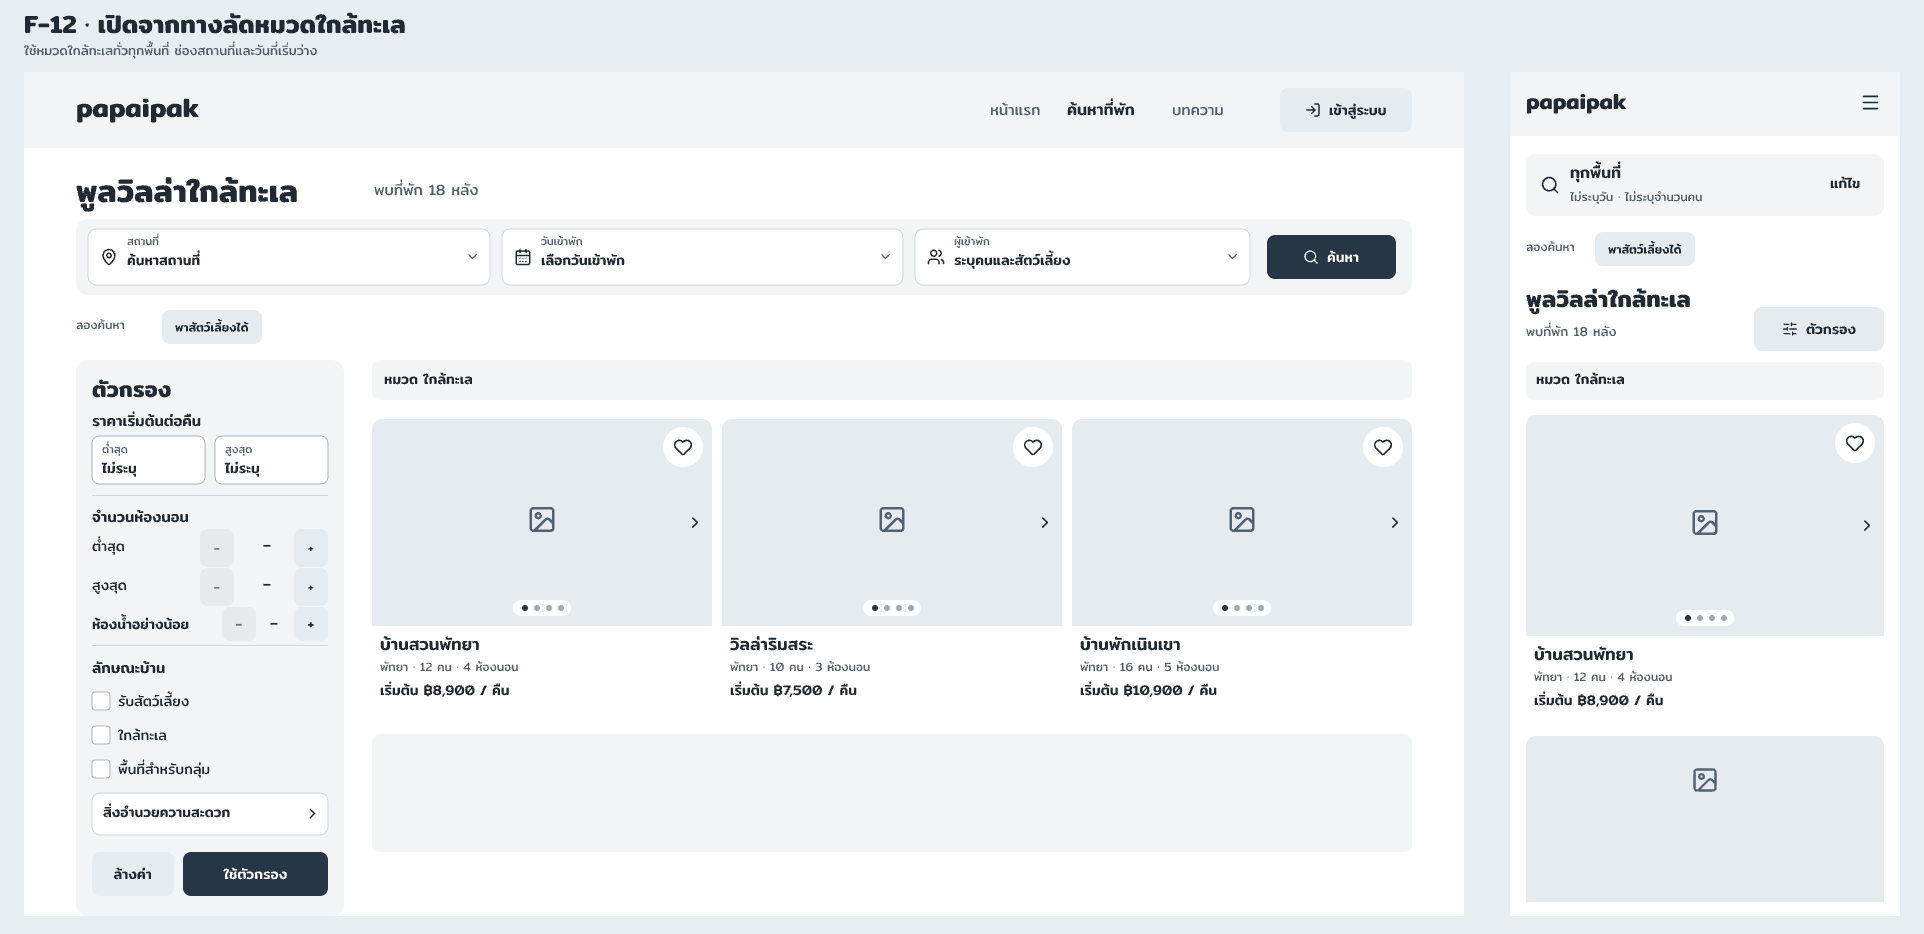 F-12 · เปิดจากทางลัดหมวดใกล้ทะเล
ใช้หมวดใกล้ทะเลทั่วทุกพื้นที่ ช่องสถานที่และวันที่เริ่มว่าง
papaipak
หน้าแรก
ค้นหาที่พัก
บทความ
เข้าสู่ระบบ
พูลวิลล่าใกล้ทะเล
พบที่พัก 18 หลัง
สถานที่
ค้นหาสถานที่
วันเข้าพัก
เลือกวันเข้าพัก
ผู้เข้าพัก
ระบุคนและสัตว์เลี้ยง
ค้นหา
ลองค้นหา
พาสัตว์เลี้ยงได้
ตัวกรอง
ราคาเริ่มต้นต่อคืน
ต่ำสุด
ไม่ระบุ
สูงสุด
ไม่ระบุ
จำนวนห้องนอน
ต่ำสุด - – +
สูงสุด - – +
ห้องน้ำอย่างน้อย - – +
ลักษณะบ้าน
รับสัตว์เลี้ยง
ใกล้ทะเล
พื้นที่สำหรับกลุ่ม
สิ่งอำนวยความสะดวก
ล้างค่า
ใช้ตัวกรอง
หมวด ใกล้ทะเล
บ้านสวนพัทยา
พัทยา · 12 คน · 4 ห้องนอน
เริ่มต้น ฿8,900 / คืน
วิลล่าริมสระ
พัทยา · 10 คน · 3 ห้องนอน
เริ่มต้น ฿7,500 / คืน
บ้านพักเนินเขา
พัทยา · 16 คน · 5 ห้องนอน
เริ่มต้น ฿10,900 / คืน
papaipak
ทุกพื้นที่
ไม่ระบุวัน · ไม่ระบุจำนวนคน
แก้ไข
ลองค้นหา
พาสัตว์เลี้ยงได้
พูลวิลล่าใกล้ทะเล
พบที่พัก 18 หลัง
ตัวกรอง
หมวด ใกล้ทะเล
บ้านสวนพัทยา
พัทยา · 12 คน · 4 ห้องนอน
เริ่มต้น ฿8,900 / คืน